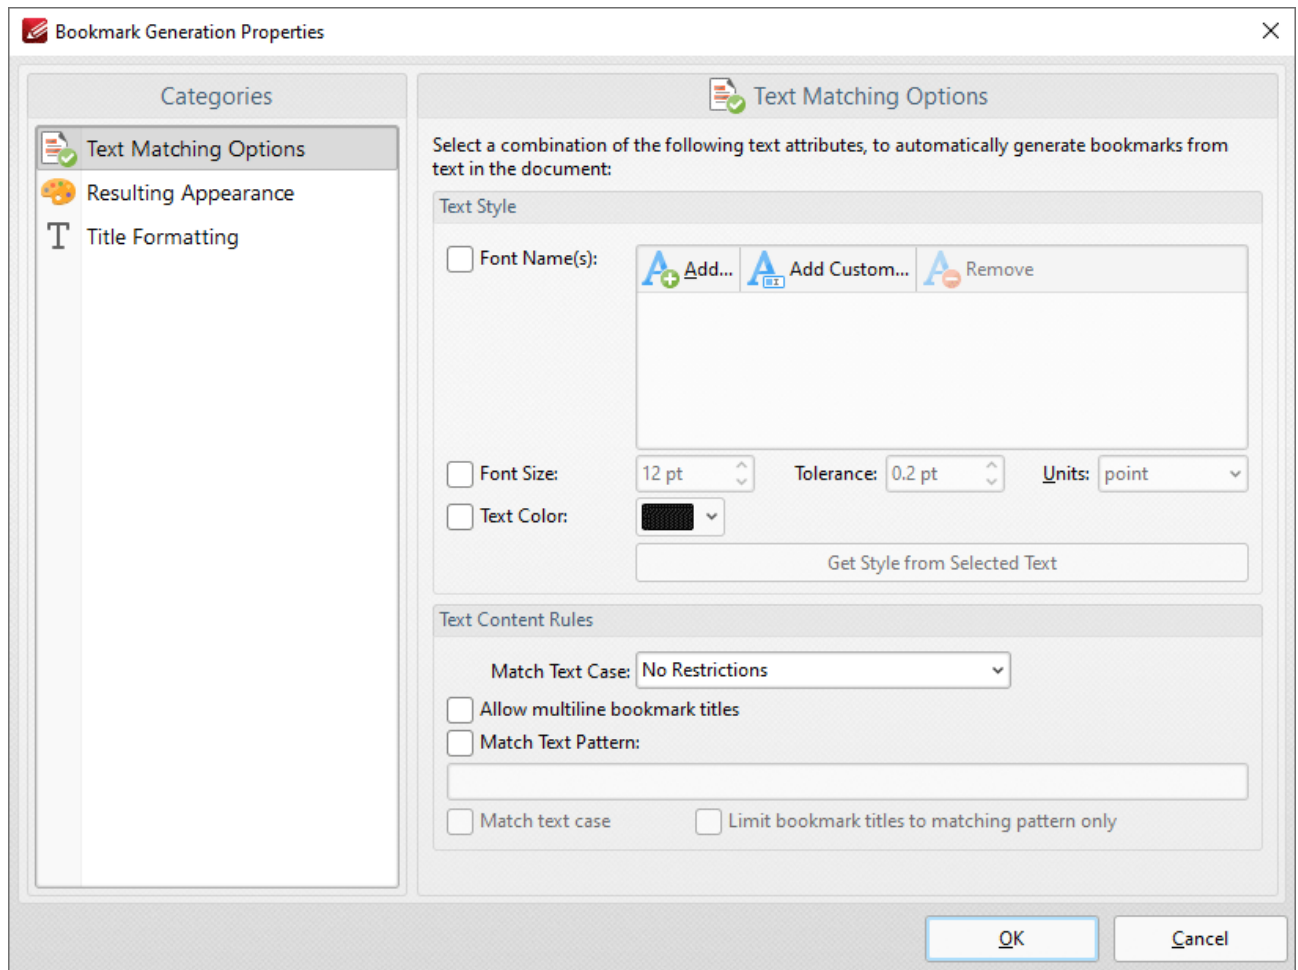 Bookmark Generation Properties
Categories
Text Matching Options
Resulting Appearance
Title Formatting
Text Matching Options
Select a combination of the following text attributes, to automatically generate bookmarks from
text in the document:
Text Style
Font Name(s):
Add... Add Custom... Remove
Font Size: 12 pt Tolerance: 0.2 pt Units: point
Text Color:
Get Style from Selected Text
Text Content Rules
Match Text Case: No Restrictions
Allow multiline bookmark titles
Match Text Pattern:
Match text case Limit bookmark titles to matching pattern only
OK Cancel